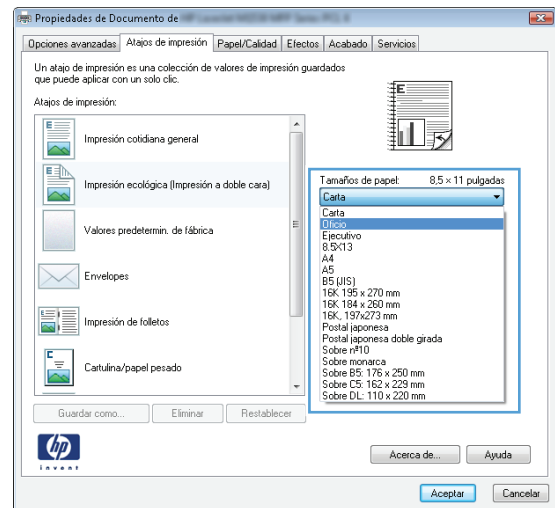 Propiedades de Documento de
Opciones avanzadas Atajos de impresión Papel/Calidad Efectos Acabado Servicios
Un atajo de impresión es una colección de valores de impresión guardados
que puede aplicar con un solo clic.
Atajos de impresión:
Impresión cotidiana general
Impresión ecológica (Impresión a doble cara)
Valores predetermin. de fábrica
Envelopes
Impresión de folletos
Cartulina/papel pesado
Guardar como... Eliminar Restablecer
E
Tamaños de papel: 8,5 × 11 pulgadas
Carta
Carta
Oficio
Ejecutivo
8.5X13
A4
A5
B5 (JIS)
16K 195 x 270 mm
16K 184 x 260 mm
16K, 197x273 mm
Postal japonesa
Postal japonesa doble girada
Sobre nº10
Sobre monarca
Sobre B5: 176 x 250 mm
Sobre C5: 162 x 229 mm
Sobre DL: 110 x 220 mm
hp
invent
Acerca de... Ayuda
Aceptar Cancelar